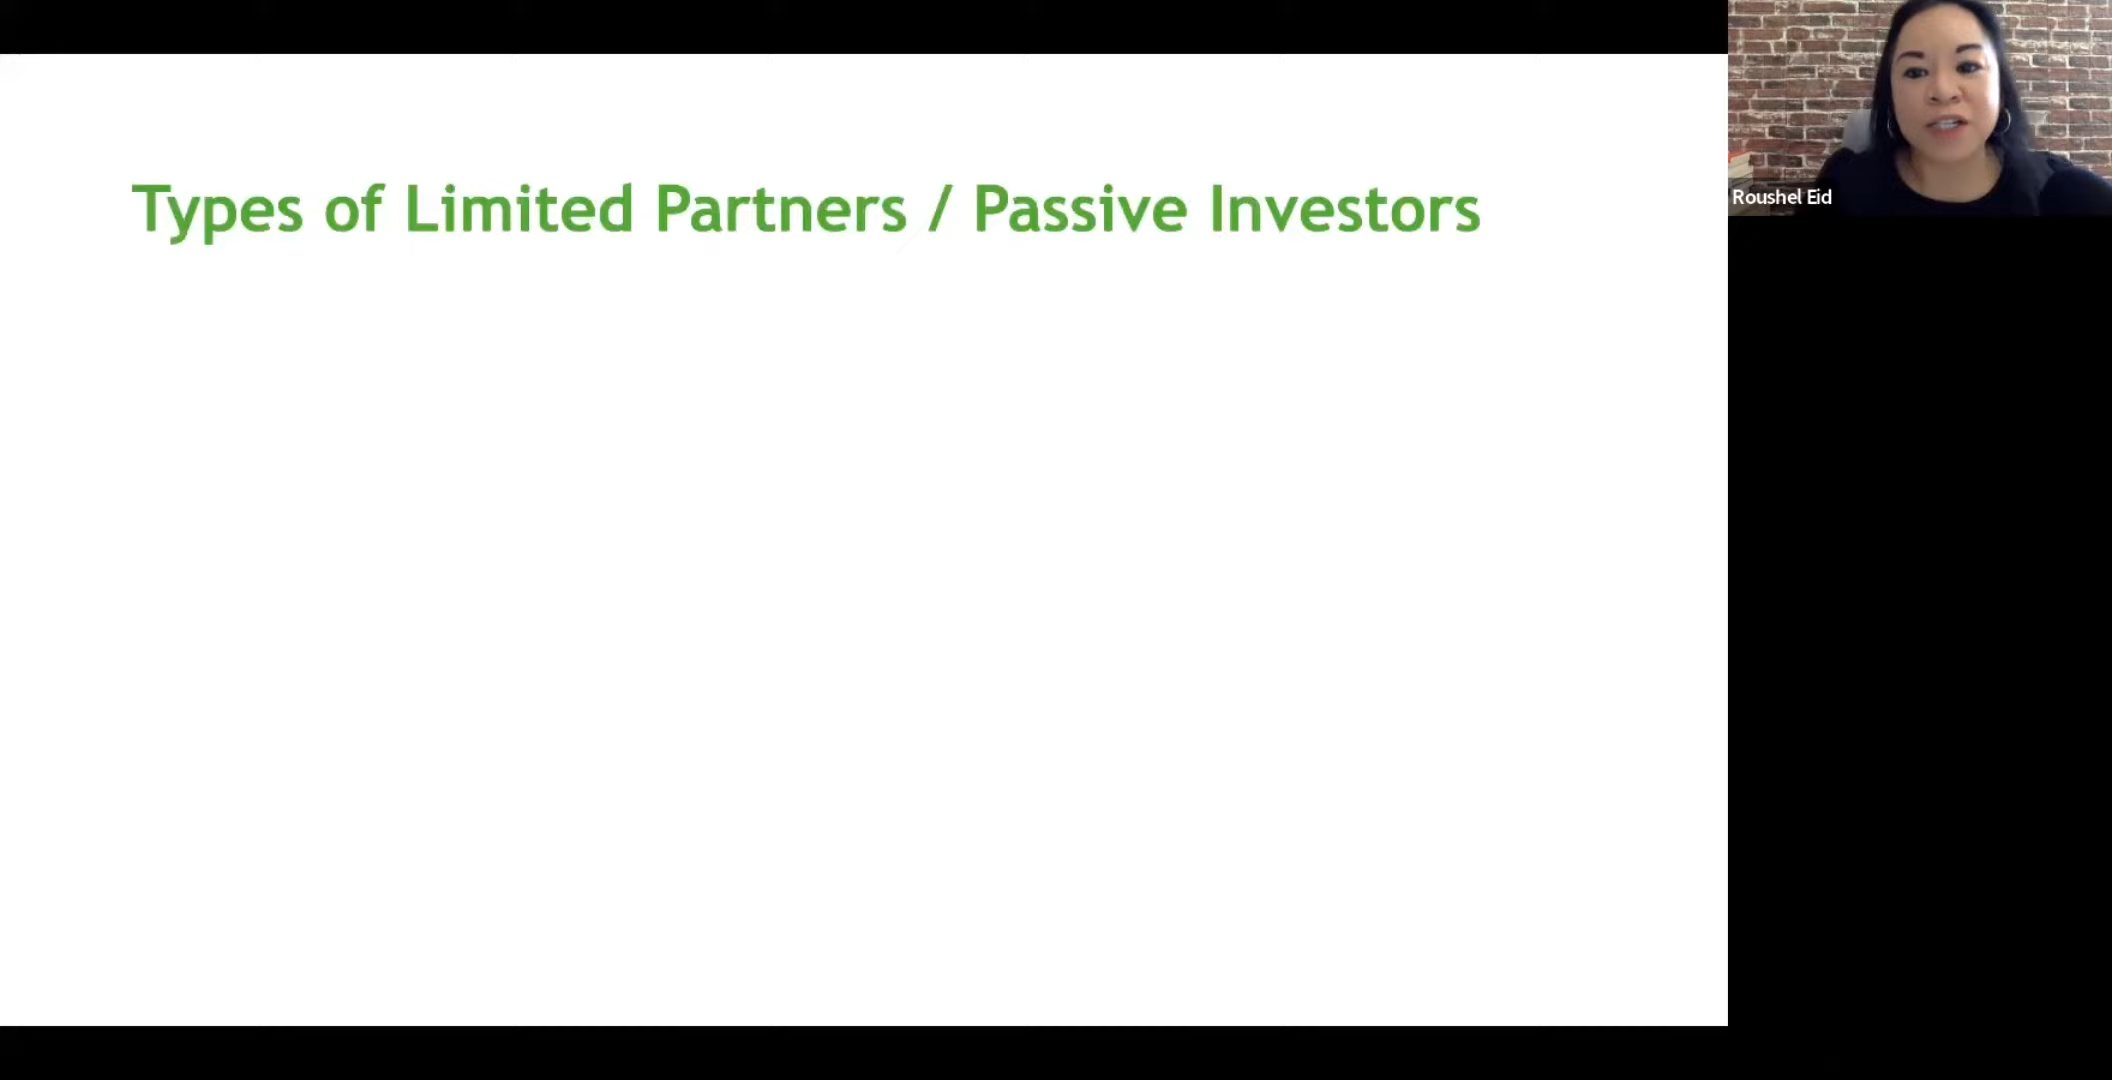 Types of Limited Partners / Passive Investors
Roushel Eid